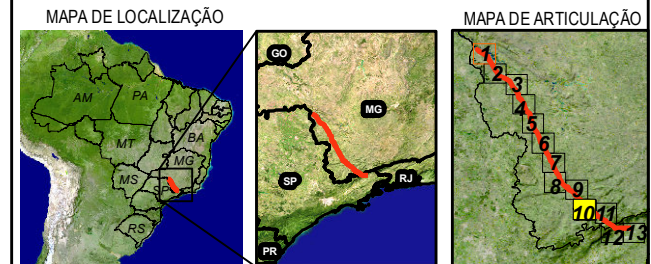 MAPA DE LOCALIZAÇÃO
AM
PA
MT
BA
MG
MS
SP
RS
GO
MG
SP
RJ
PR
MAPA DE ARTICULAÇÃO
1
2
3
4
5
6
7
8
9
10
11
12
13